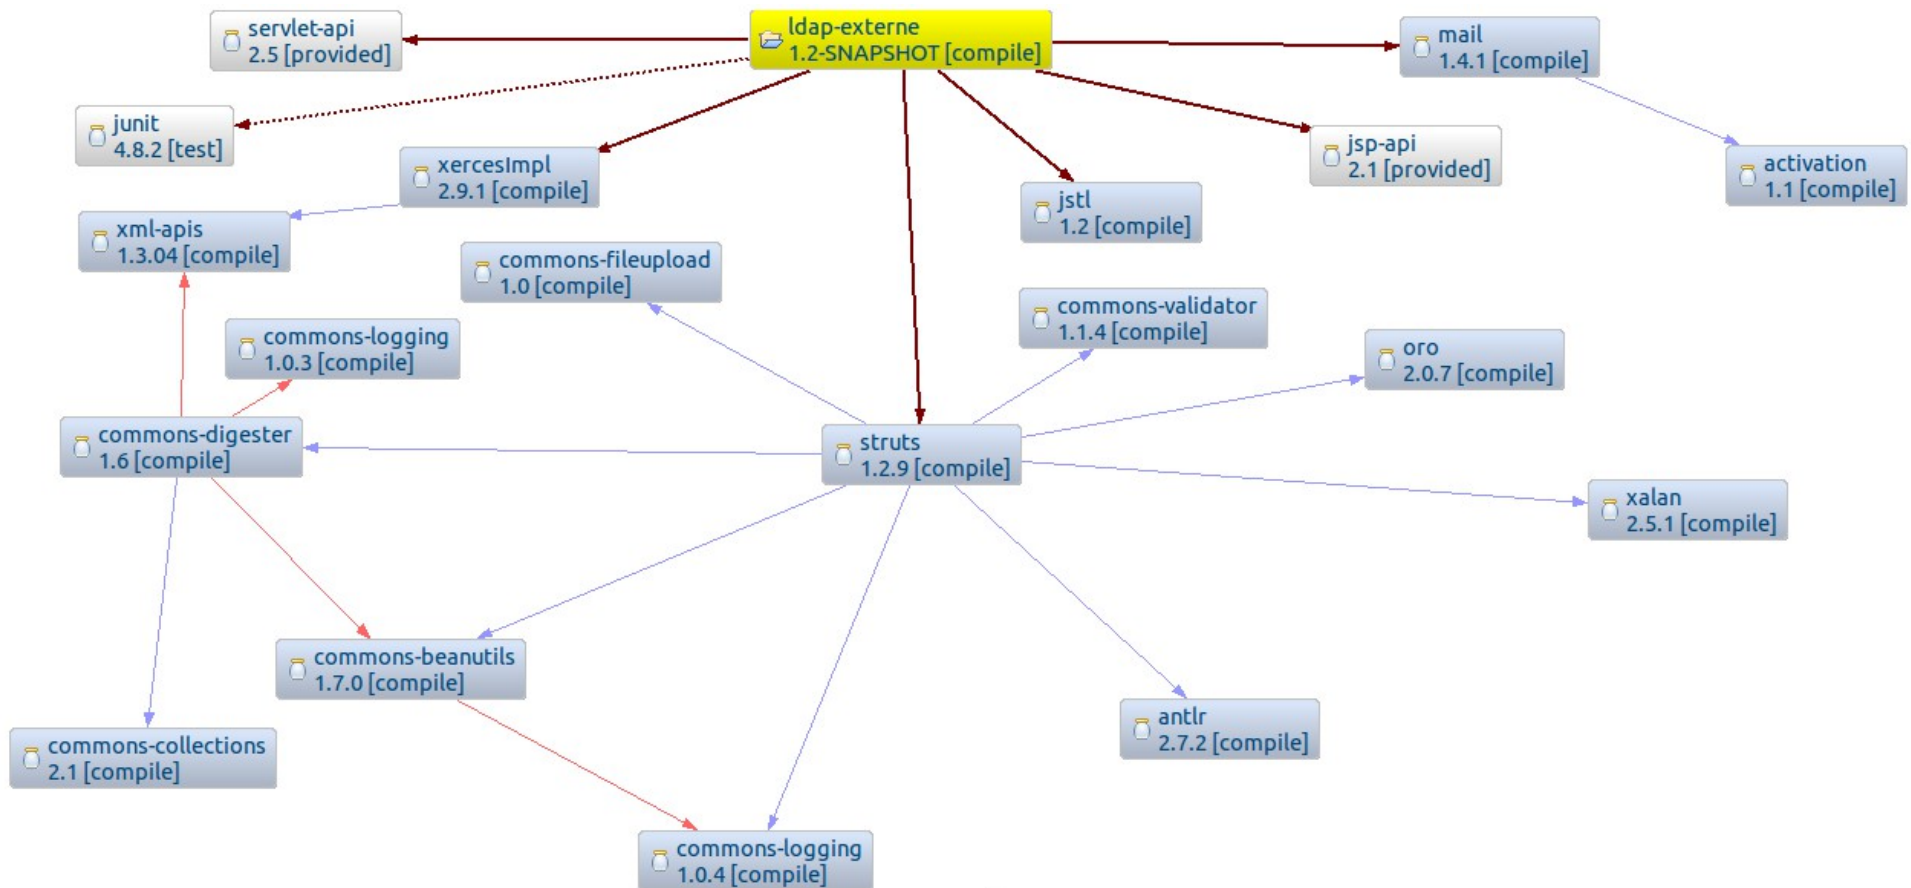 servlet-api
2.5 [provided]
ldap-externe
1.2-SNAPSHOT [compile]
mail
1.4.1 [compile]
junit
4.8.2 [test]
xercesImpl
2.9.1 [compile]
jsp-api
2.1 [provided]
activation
1.1 [compile]
jstl
1.2 [compile]
xml-apis
1.3.04 [compile]
commons-fileupload
1.0 [compile]
commons-validator
1.1.4 [compile]
commons-logging
1.0.3 [compile]
oro
2.0.7 [compile]
commons-digester
1.6 [compile]
struts
1.2.9 [compile]
xalan
2.5.1 [compile]
commons-beanutils
1.7.0 [compile]
antlr
2.7.2 [compile]
commons-collections
2.1 [compile]
commons-logging
1.0.4 [compile]